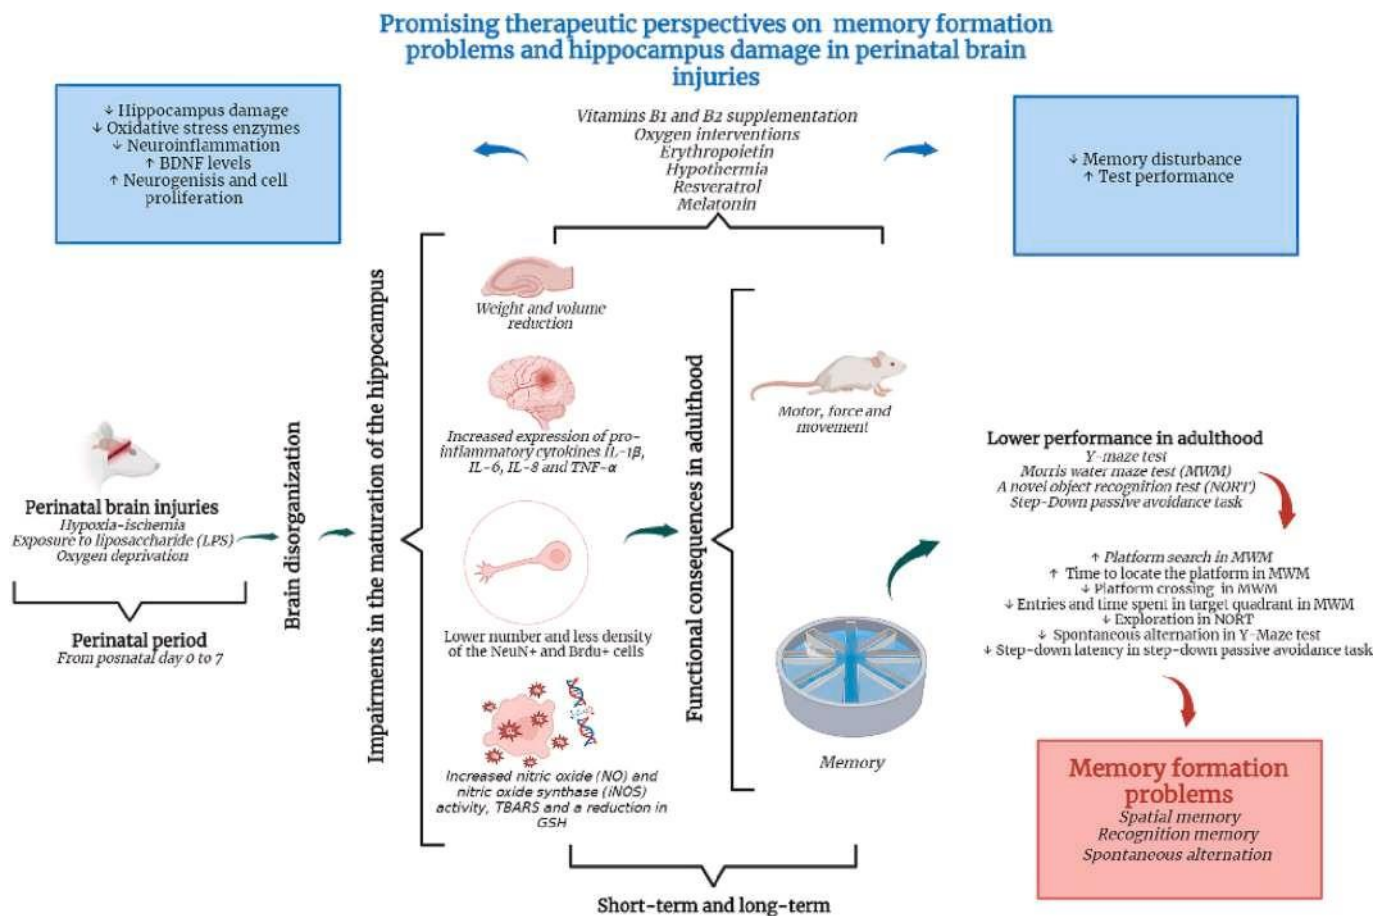 Promising therapeutic perspectives on memory formation
problems and hippocampus damage in perinatal brain
injuries
↓ Hippocampus damage
↓ Oxidative stress enzymes
↓ Neuroinflammation
↑ BDNF levels
↑ Neurogenisis and cell
proliferation
Vitamins B1 and B2 supplementation
Oxygen interventions
Erythropoietin
Hypothermia
Resveratrol
Melatonin
↓ Memory disturbance
↑ Test performance
Perinatal brain injuries
Hypoxia-ischemia
Exposure to liposaccharide (LPS)
Oxygen deprivation
Perinatal period
From posnatal day 0 to 7
Brain disorganization
Impairments in the maturation of the hippocampus
Weight and volume
reduction
Increased expression of pro-
inflammatory cytokines IL-1β,
IL-6, IL-8 and TNF-α
Lower number and less density
of the NeuN+ and Brdu+ cells
Increased nitric oxide (NO) and
nitric oxide synthase (iNOS)
activity, TBARS and a reduction in
GSH
Functional consequences in adulthood
Motor, force and
movement
Memory
Short-term and long-term
Lower performance in adulthood
Y-maze test
Morris water maze test (MWM)
A novel object recognition test (NORT)
Step-Down passive avoidance task
↑ Platform search in MWM
↑ Time to locate the platform in MWM
↓ Platform crossing in MWM
↓ Entries and time spent in target quadrant in MWM
↓ Exploration in NORT
↓ Spontaneous alternation in Y-Maze test
↓ Step-down latency in step-down passive avoidance task
Memory formation
problems
Spatial memory
Recognition memory
Spontaneous alternation